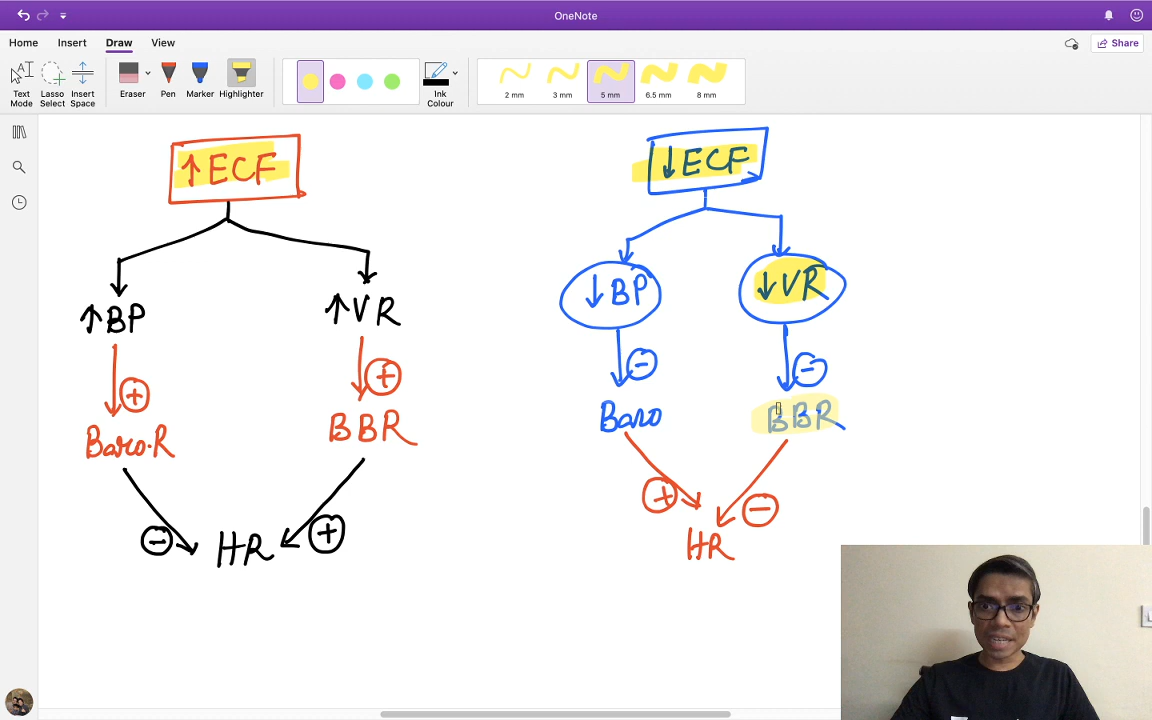 OneNote
Home Insert Draw View
Share
Text Mode
Lasso Select
Insert Space
Eraser
Pen
Marker
Highlighter
Ink Colour
2 mm
3 mm
5 mm
6.5 mm
8 mm
↑ECF
↑BP
↑VR
+
+
Baro.R
BBR
−
HR
+
↓ECF
↓BP
↓VR
−
−
Baro
BBR
+
−
HR